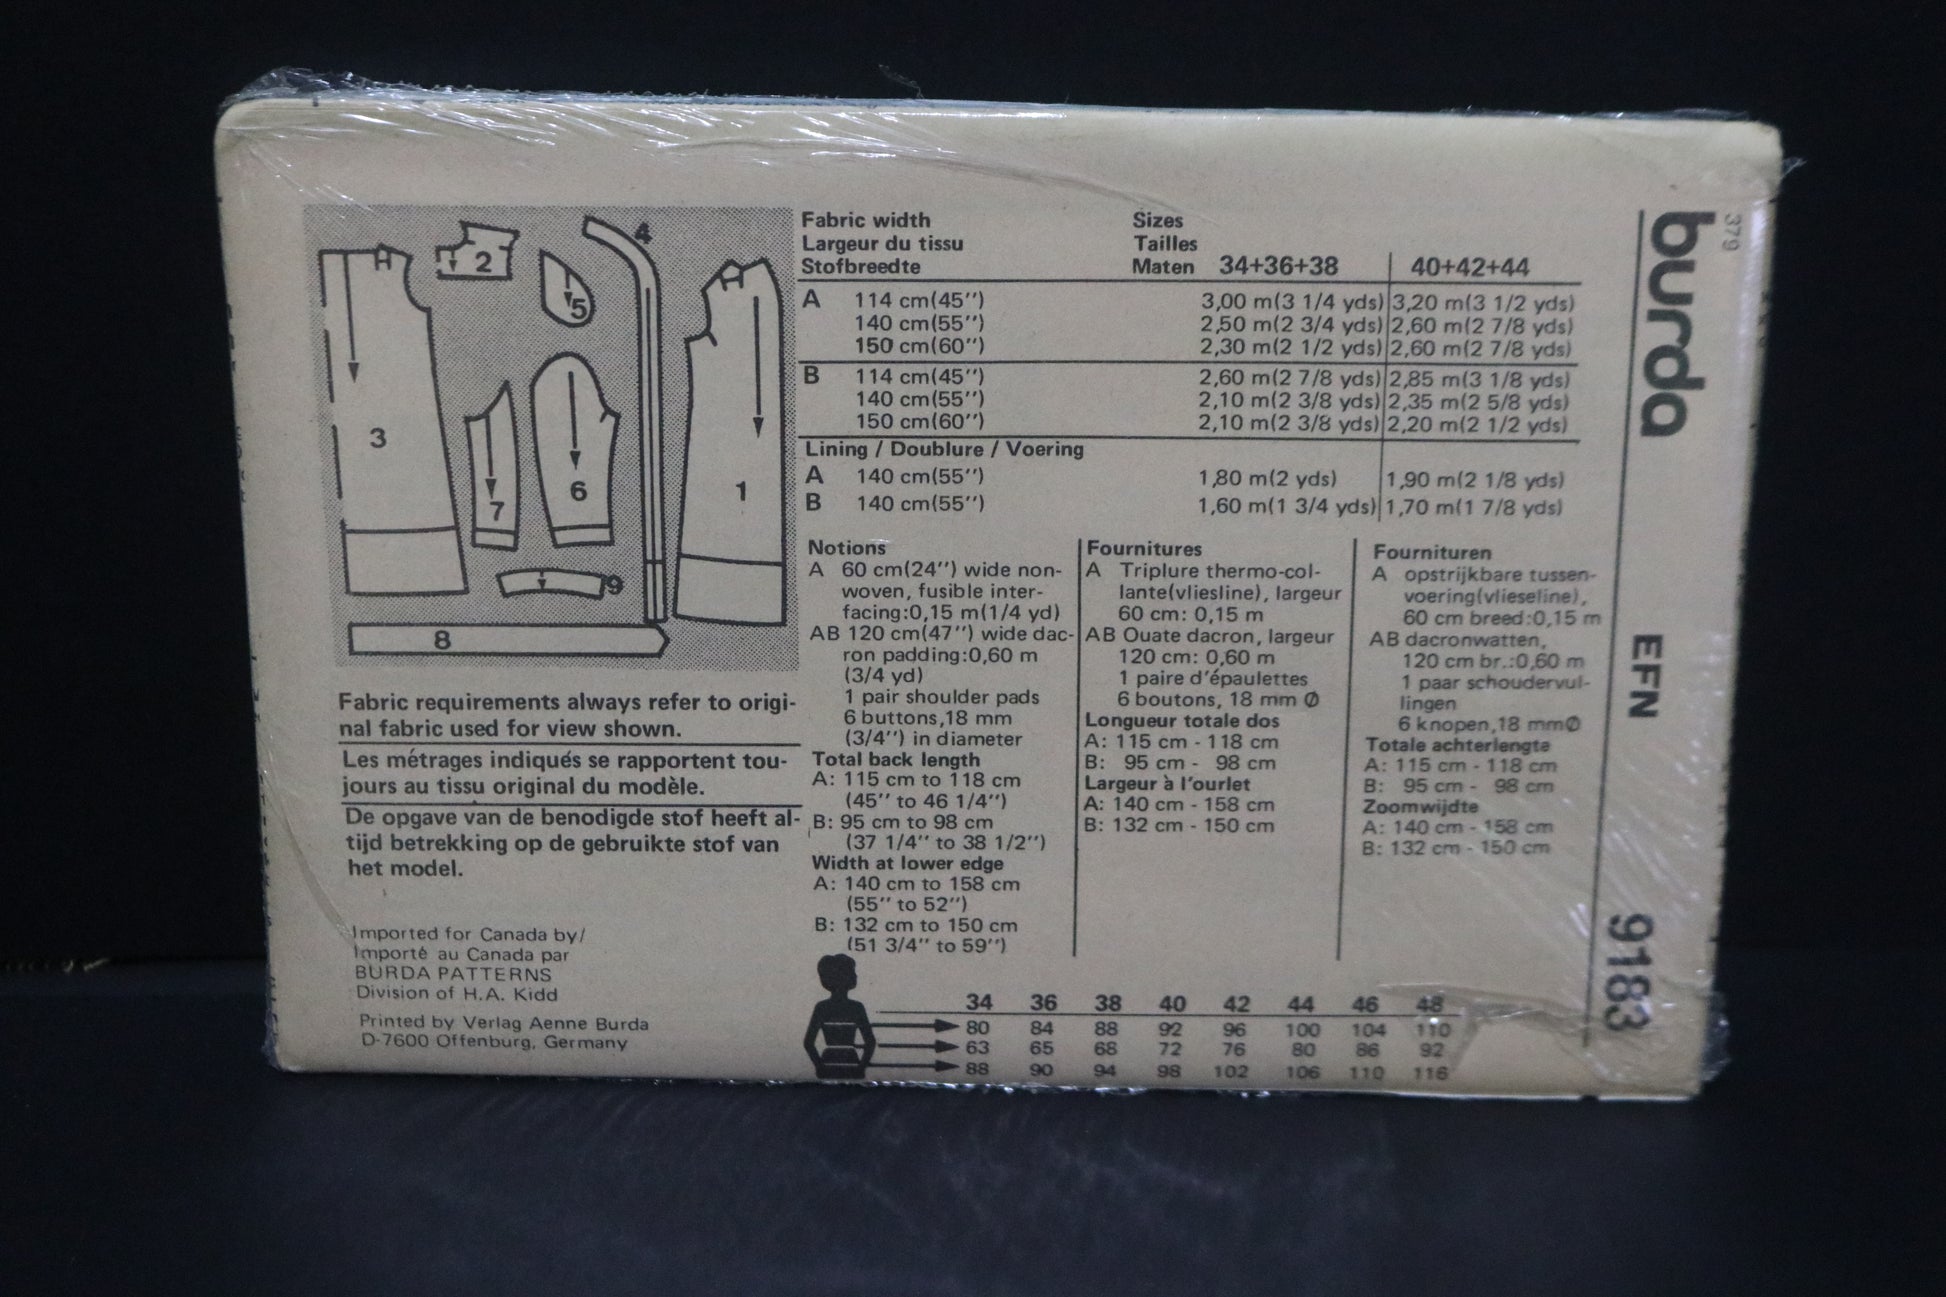 3
2
4
5
7
6
1
9
8
Fabric requirements always refer to origi-
nal fabric used for view shown.
Les métrages indiqués se rapportent tou-
jours au tissu original du modèle.
De opgave van de benodigde stof heeft al-
tijd betrekking op de gebruikte stof van
het model.
Imported for Canada by/
Importé au Canada par
BURDA PATTERNS
Division of H.A. Kidd
Printed by Verlag Aenne Burda
D-7600 Offenburg, Germany
Fabric width Sizes
Largeur du tissu Tailles
Stofbreedte Maten 34+36+38 40+42+44
A 114 cm(45'') 3,00 m(3 1/4 yds) 3,20 m(3 1/2 yds)
140 cm(55'') 2,50 m(2 3/4 yds) 2,60 m(2 7/8 yds)
150 cm(60'') 2,30 m(2 1/2 yds) 2,60 m(2 7/8 yds)
B 114 cm(45'') 2,60 m(2 7/8 yds) 2,85 m(3 1/8 yds)
140 cm(55'') 2,10 m(2 3/8 yds) 2,35 m(2 5/8 yds)
150 cm(60'') 2,10 m(2 3/8 yds) 2,20 m(2 1/2 yds)
Lining / Doublure / Voering
A 140 cm(55'') 1,80 m(2 yds) 1,90 m(2 1/8 yds)
B 140 cm(55'') 1,60 m(1 3/4 yds) 1,70 m(1 7/8 yds)
Notions
A 60 cm(24'') wide non-
woven, fusible inter-
facing:0,15 m(1/4 yd)
AB 120 cm(47'') wide dac-
ron padding:0,60 m
(3/4 yd)
1 pair shoulder pads
6 buttons,18 mm
(3/4'') in diameter
Total back length
A: 115 cm to 118 cm
(45'' to 46 1/4'')
B: 95 cm to 98 cm
(37 1/4'' to 38 1/2'')
Width at lower edge
A: 140 cm to 158 cm
(55'' to 52'')
B: 132 cm to 150 cm
(51 3/4'' to 59'')
Fournitures
A Triplure thermo-col-
lante(vliesline), largeur
60 cm: 0,15 m
AB Ouate dacron, largeur
120 cm: 0,60 m
1 paire d'épaulettes
6 boutons, 18 mm Ø
Longueur totale dos
A: 115 cm - 118 cm
B: 95 cm - 98 cm
Largeur à l'ourlet
A: 140 cm - 158 cm
B: 132 cm - 150 cm
Fournituren
A opstrijkbare tussen-
voering(vlieseline),
60 cm breed:0,15 m
AB dacronwatten,
120 cm br.:0,60 m
1 paar schoudervul-
lingen
6 knopen,18 mmØ
Totale achterlengte
A: 115 cm - 118 cm
B: 95 cm - 98 cm
Zoomwijdte
A: 140 cm - 158 cm
B: 132 cm - 150 cm
34 36 38 40 42 44 46 48
80 84 88 92 96 100 104 110
63 65 68 72 76 80 86 92
88 90 94 98 102 106 110 116
379
burda
EFN
9183